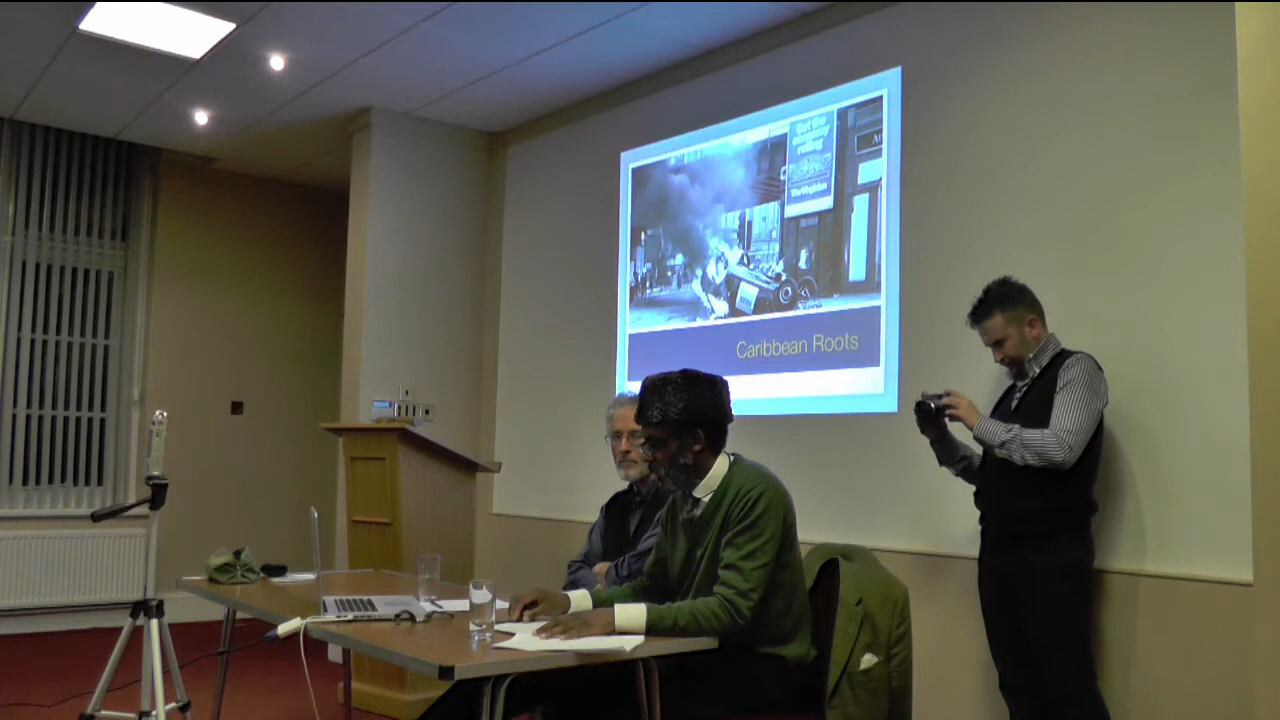 Get the
economy
rolling
Caribbean Roots